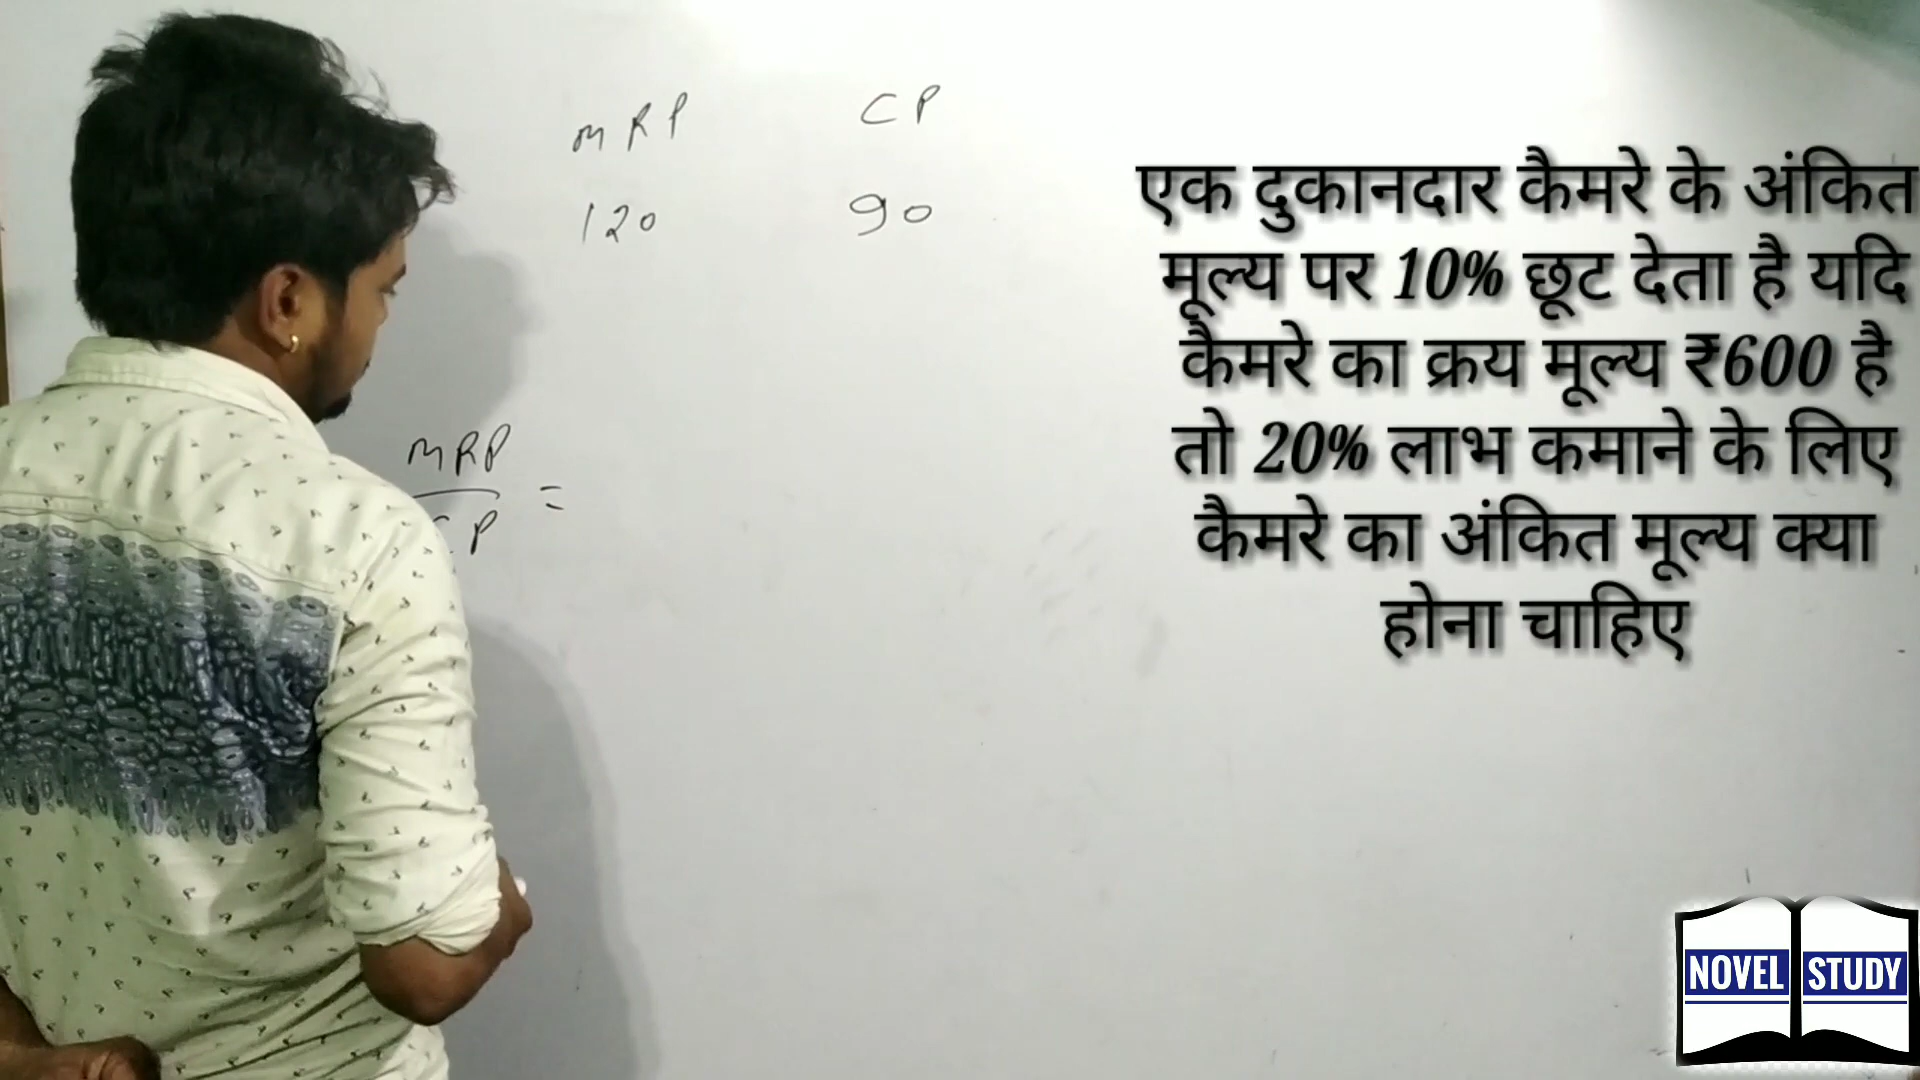 MRP CP
120 90
MRP
=
P
एक दुकानदार कैमरे के अंकित
मूल्य पर 10% छूट देता है यदि
कैमरे का क्रय मूल्य ₹600 है
तो 20% लाभ कमाने के लिए
कैमरे का अंकित मूल्य क्या
होना चाहिए
NOVEL STUDY